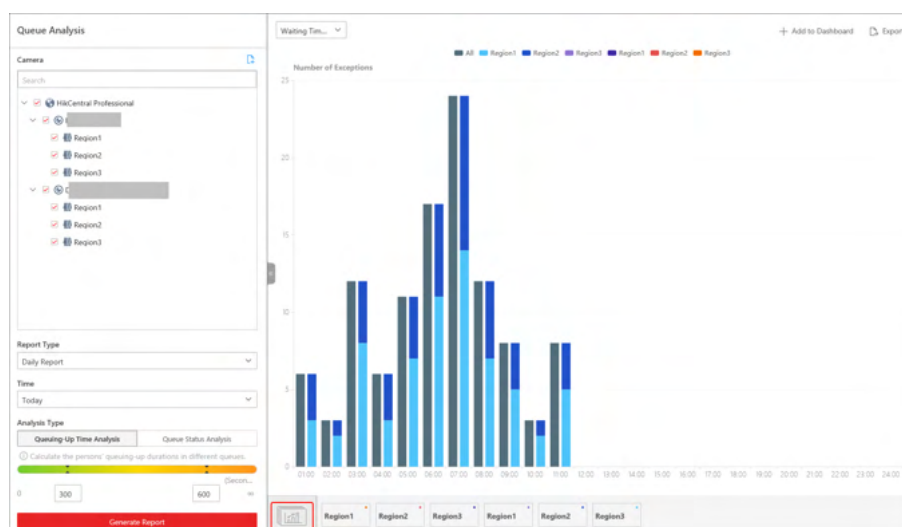 Queue Analysis
Camera
Search
HikCentral Professional
Region1
Region2
Region3
Region1
Region2
Region3
Report Type
Daily Report
Time
Today
Analysis Type
Queuing-Up Time Analysis
Queue Status Analysis
Calculate the persons' queuing-up durations in different queues.
(Secon...
0
300
600
∞
Generate Report
Waiting Tim...
Add to Dashboard
Export
All Region1 Region2 Region3 Region1 Region2 Region3
Number of Exceptions
25
20
15
10
5
0
01:00 02:00 03:00 04:00 05:00 06:00 07:00 08:00 09:00 10:00 11:00 12:00 13:00 14:00 15:00 16:00 17:00 18:00 19:00 20:00 21:00 22:00 23:00 24:00
Region1 Region2 Region3 Region1 Region2 Region3